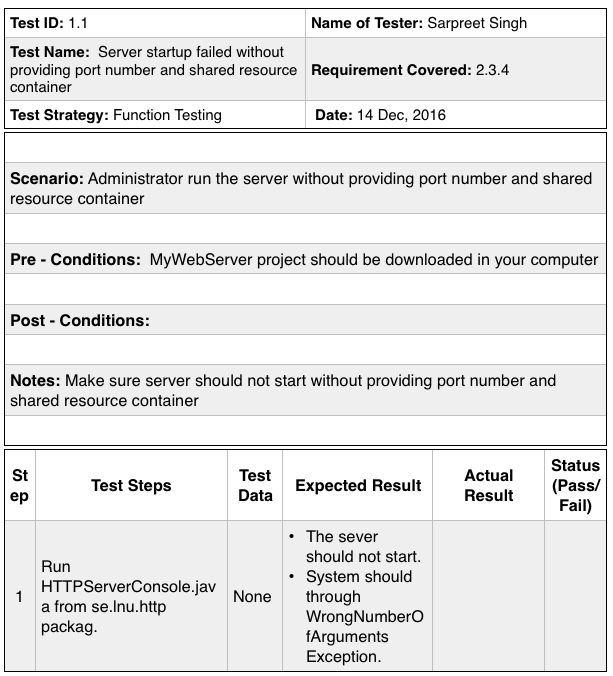 Test ID: 1.1
Name of Tester: Sarpreet Singh
Test Name:  Server startup failed without
providing port number and shared resource
container
Requirement Covered: 2.3.4
Test Strategy: Function Testing
Date: 14 Dec, 2016
Scenario: Administrator run the server without providing port number and shared
resource container
Pre - Conditions:  MyWebServer project should be downloaded in your computer
Post - Conditions:
Notes: Make sure server should not start without providing port number and
shared resource container
St
ep
Test Steps
Test
Data
Expected Result
Actual
Result
Status
(Pass/
Fail)
1
Run
HTTPServerConsole.jav
a from se.lnu.http
packag.
None
• The sever
should not start.
• System should
through
WrongNumberO
fArguments
Exception.